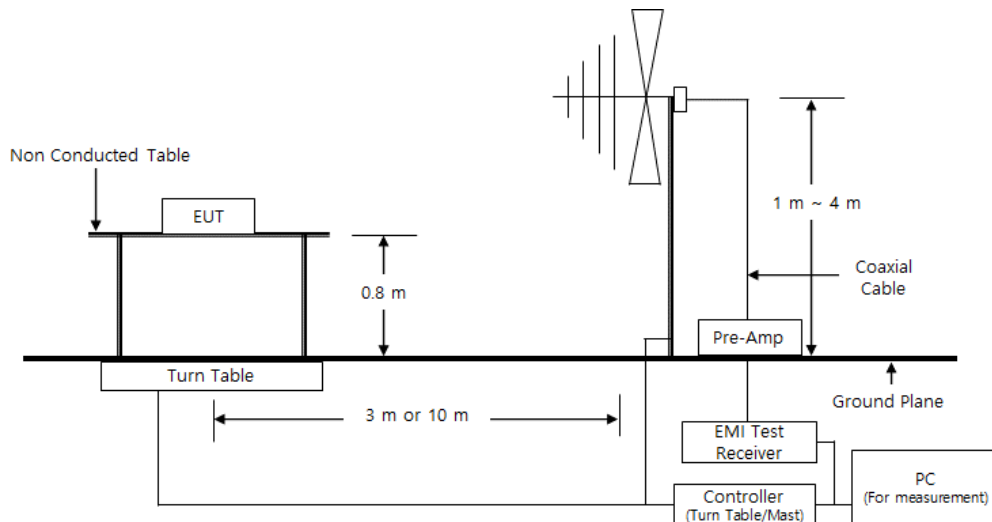 Non Conducted Table
EUT
0.8 m
1 m ~ 4 m
Coaxial
Cable
Pre-Amp
Turn Table
3 m or 10 m
Ground Plane
EMI Test
Receiver
Controller
(Turn Table/Mast)
PC
(For measurement)